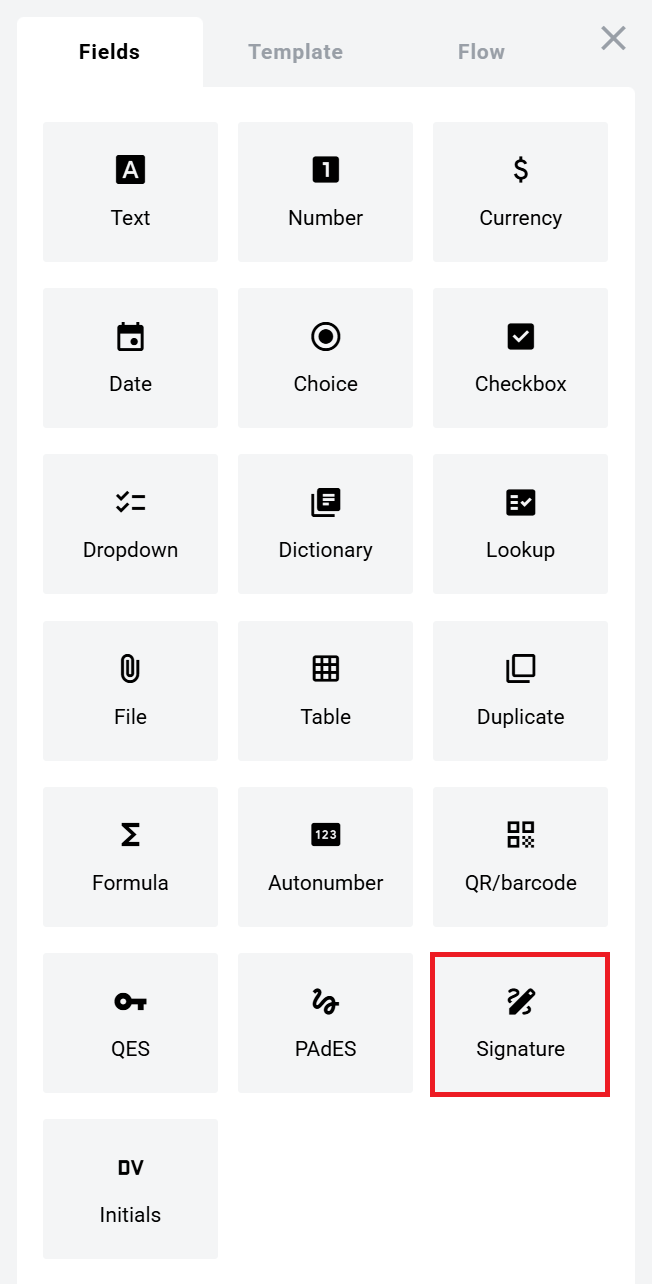 Fields Template Flow
A 1 $
Text Number Currency
Date Choice Checkbox
Dropdown Dictionary Lookup
File Table Duplicate
Σ 123
Formula Autonumber QR/barcode
QES PAdES Signature
DV
Initials